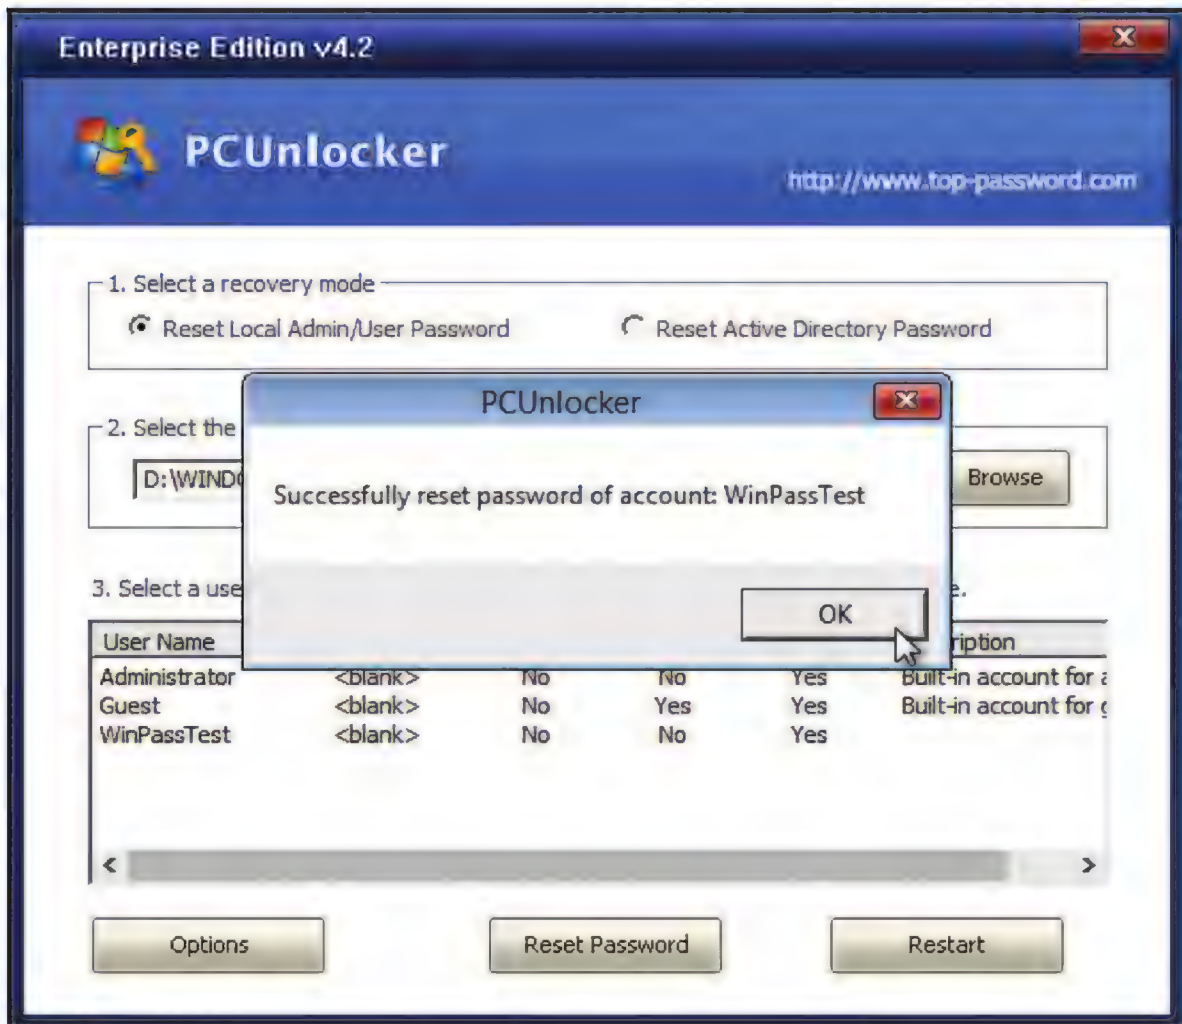 Enterprise Edition v4.2
PCUnlocker
http://www.top-password.com
1. Select a recovery mode
Reset Local Admin/User Password Reset Active Directory Password
PCUnlocker
2. Select the
D:\WIND Browse
Successfully reset password of account: WinPassTest
3. Select a use e.
OK
User Name ription
Administrator <blank> No No Yes Built-in account for a
Guest <blank> No Yes Yes Built-in account for g
WinPassTest <blank> No No Yes
Options Reset Password Restart